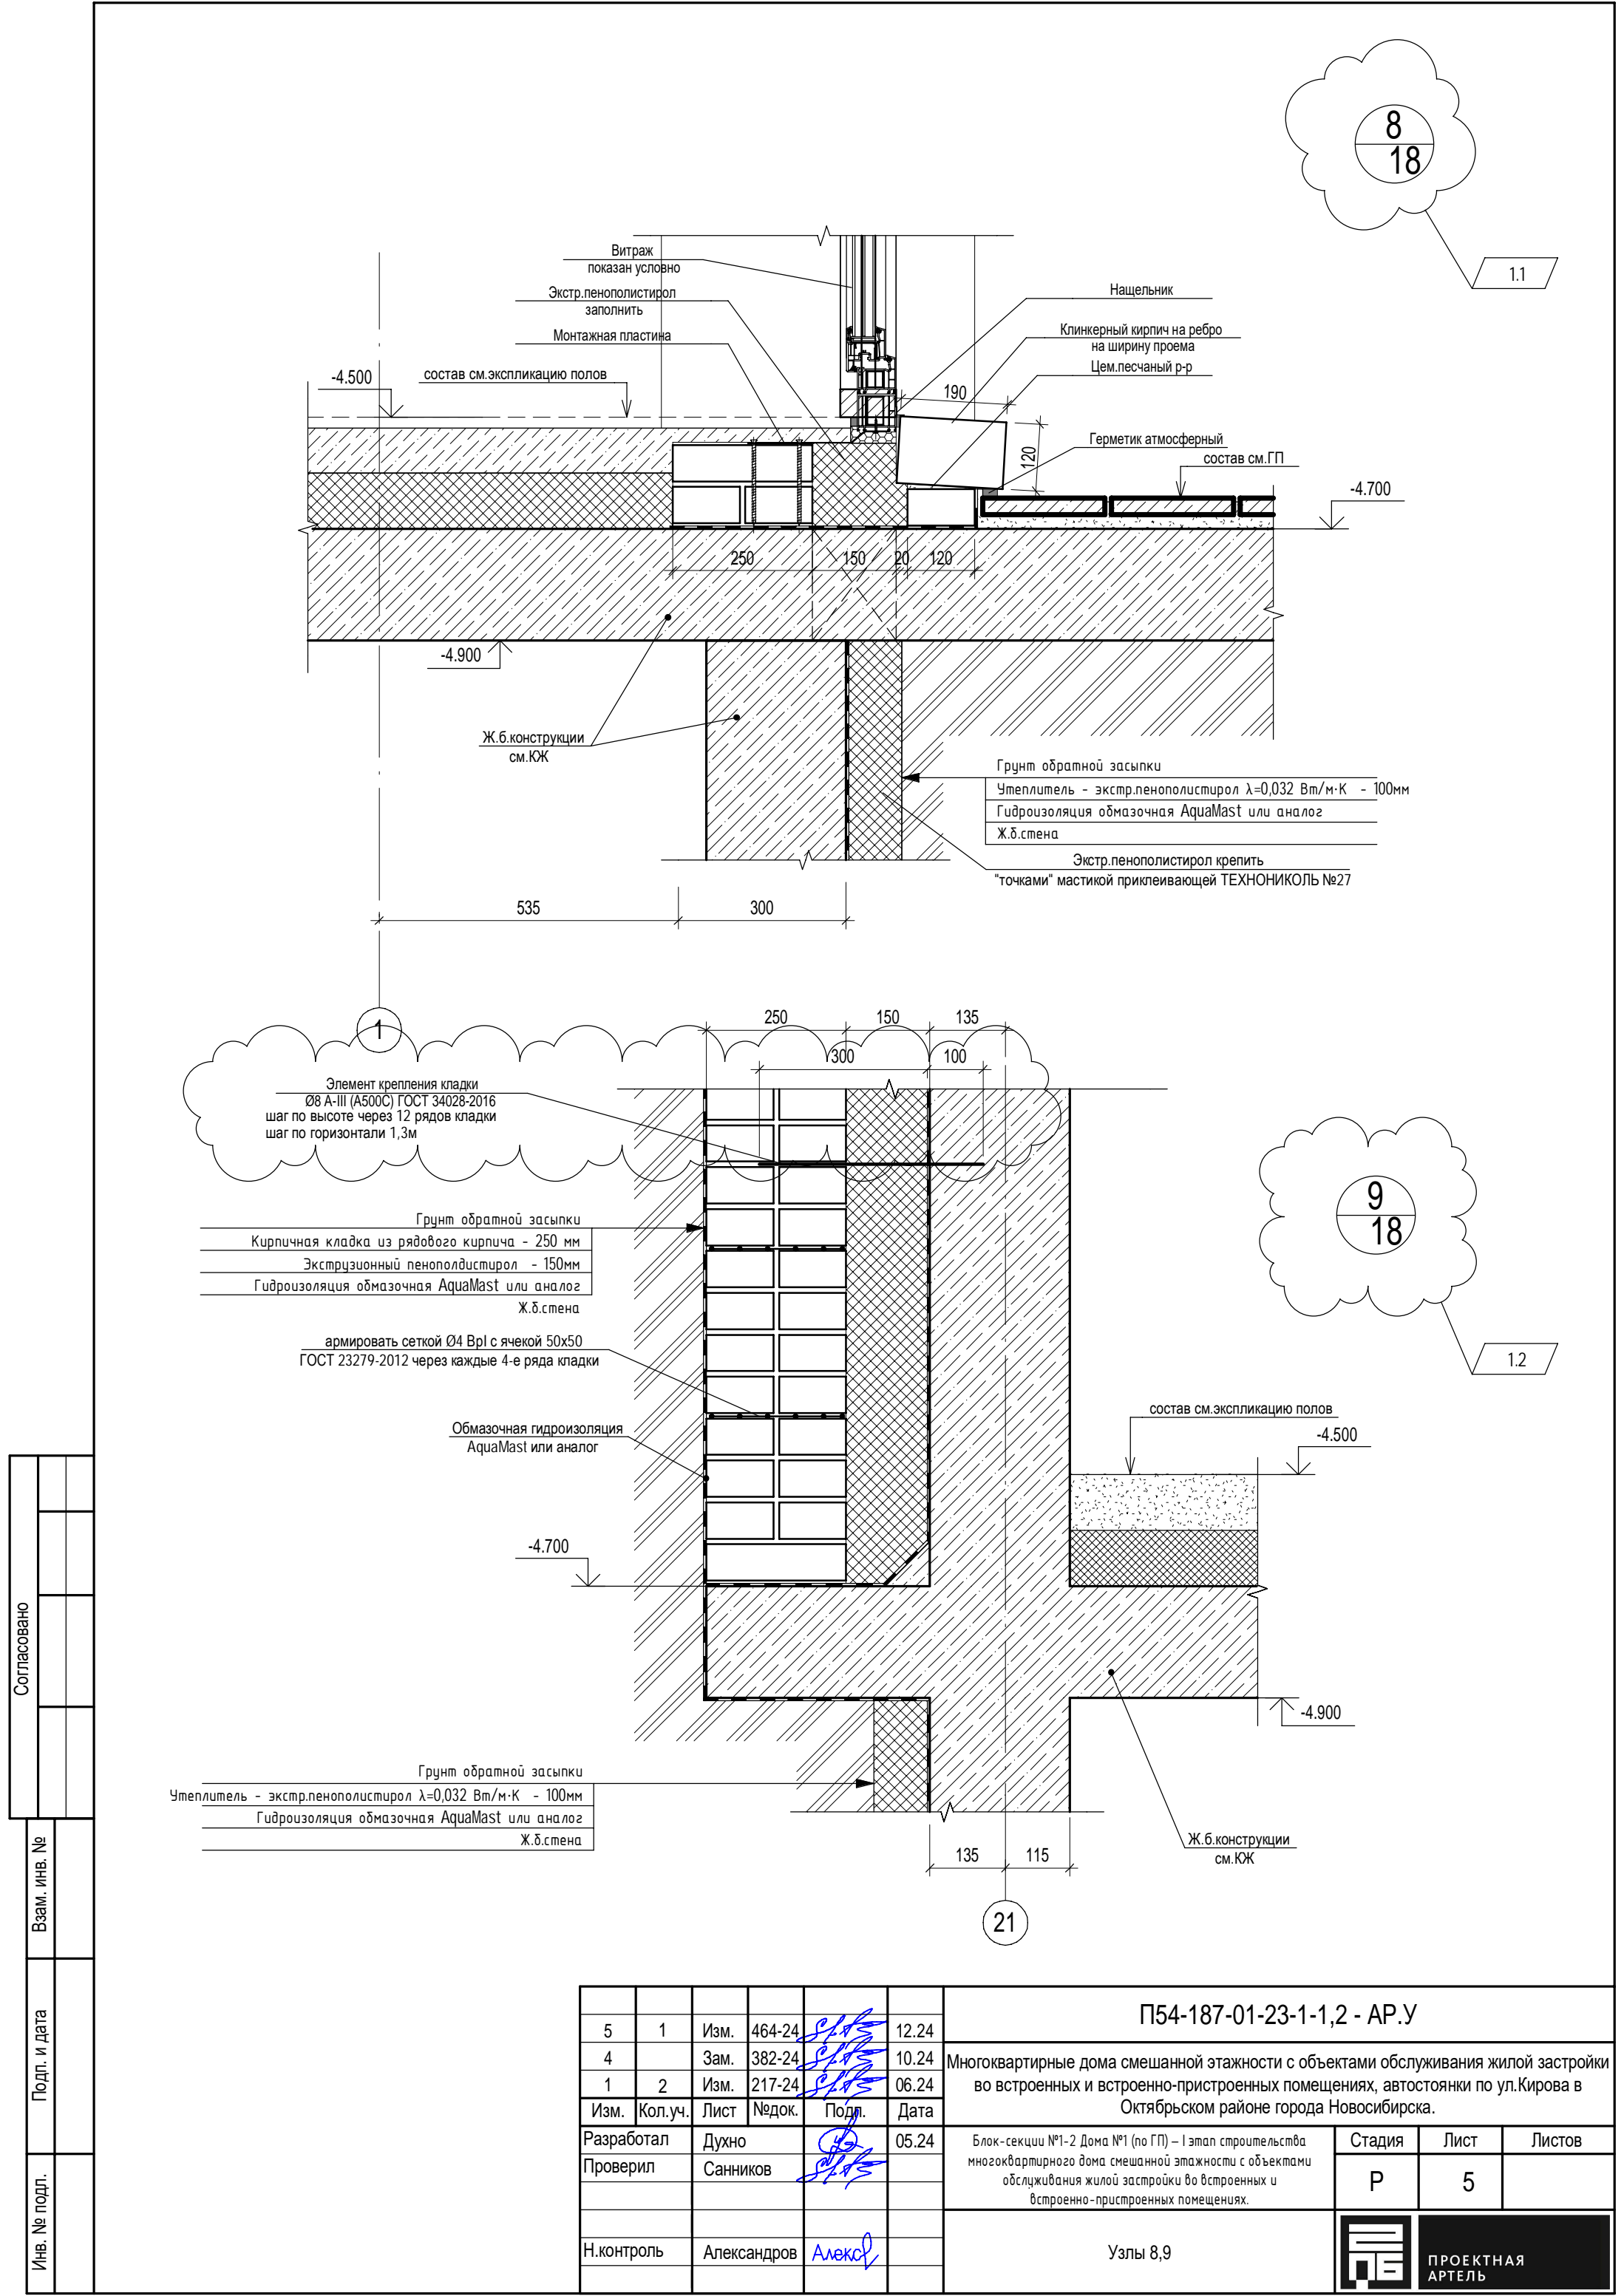 8
18
1.1
Витраж
показан условно
Экстр.пенополистирол
заполнить
Монтажная пластина
-4.500
состав см.экспликацию полов
Нащельник
Клинкерный кирпич на ребро
на ширину проема
Цем.песчаный р-р
190
120
Герметик атмосферный
состав см.ГП
-4.700
250
150
20
120
-4.900
Ж.б.конструкции
см.КЖ
Грунт обратной засыпки
Утеплитель - экстр.пенополистирол λ=0,032 Вт/м·К - 100мм
Гидроизоляция обмазочная AquaMast или аналог
Ж.б.стена
Экстр.пенополистирол крепить
"точками" мастикой приклеивающей ТЕХНОНИКОЛЬ №27
535
300
1
250
150
135
300
100
Элемент крепления кладки
Ø8 А-III (А500С) ГОСТ 34028-2016
шаг по высоте через 12 рядов кладки
шаг по горизонтали 1,3м
9
18
1.2
Грунт обратной засыпки
Кирпичная кладка из рядового кирпича - 250 мм
Экструзионный пенополдистирол - 150мм
Гидроизоляция обмазочная AquaMast или аналог
Ж.б.стена
армировать сеткой Ø4 ВрI с ячекой 50х50
ГОСТ 23279-2012 через каждые 4-е ряда кладки
Обмазочная гидроизоляция
AquaMast или аналог
состав см.экспликацию полов
-4.500
-4.700
-4.900
Грунт обратной засыпки
Утеплитель - экстр.пенополистирол λ=0,032 Вт/м·К - 100мм
Гидроизоляция обмазочная AquaMast или аналог
Ж.б.стена
Ж.б.конструкции
см.КЖ
135
115
21
Согласовано
Взам. инв. №
Подп. и дата
Инв. № подл.
5 1 Изм. 464-24 12.24
4 Зам. 382-24 10.24
1 2 Изм. 217-24 06.24
Изм. Кол.уч. Лист №док. Подп. Дата
Разработал Духно 05.24
Проверил Санников
Н.контроль Александров Алекс
П54-187-01-23-1-1,2 - АР.У
Многоквартирные дома смешанной этажности с объектами обслуживания жилой застройки
во встроенных и встроенно-пристроенных помещениях, автостоянки по ул.Кирова в
Октябрьском районе города Новосибирска.
Блок-секции №1-2 Дома №1 (по ГП) – I этап строительства
многоквартирного дома смешанной этажности с объектами
обслуживания жилой застройки во встроенных и
встроенно-пристроенных помещениях.
Стадия Лист Листов
Р 5
Узлы 8,9
ПРОЕКТНАЯ
АРТЕЛЬ